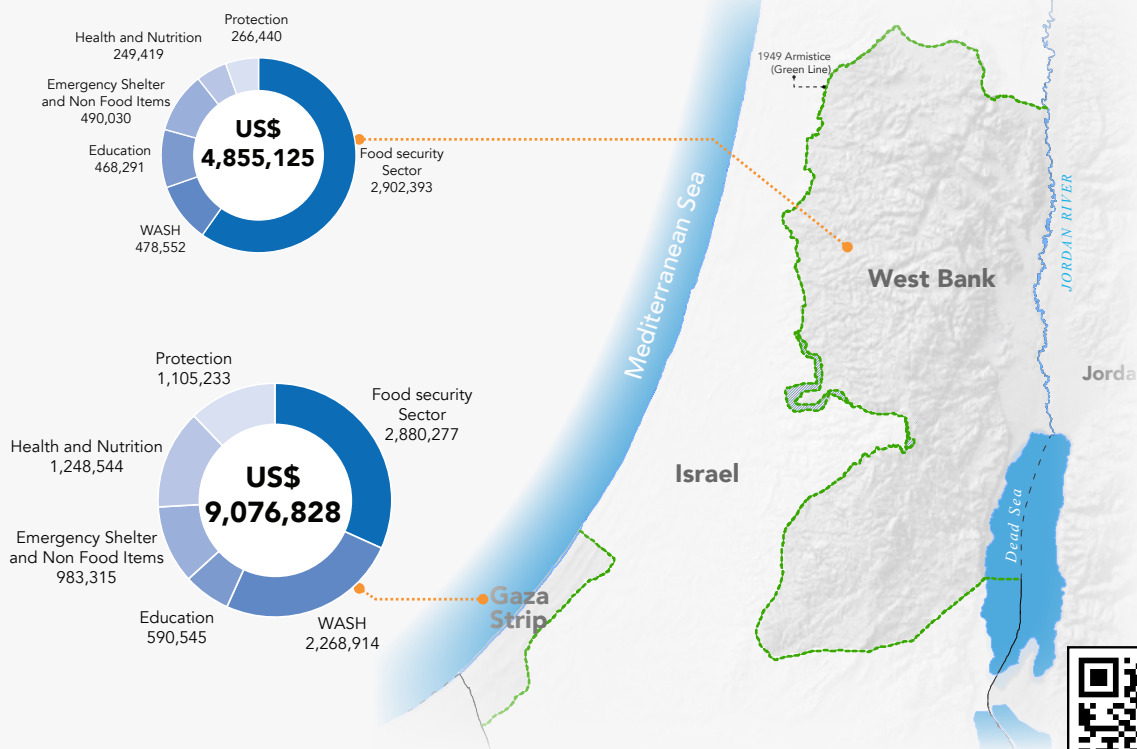 Protection
266,440
Health and Nutrition
249,419
Emergency Shelter
and Non Food Items
490,030
Education
468,291
WASH
478,552
US$
4,855,125
Food security
Sector
2,902,393
Protection
1,105,233
Health and Nutrition
1,248,544
Emergency Shelter
and Non Food Items
983,315
Education
590,545
WASH
2,268,914
Food security
Sector
2,880,277
US$
9,076,828
1949 Armistice
(Green Line)
Mediterranean Sea
West Bank
JORDAN RIVER
Jorda
Israel
Dead Sea
Gaza
Strip